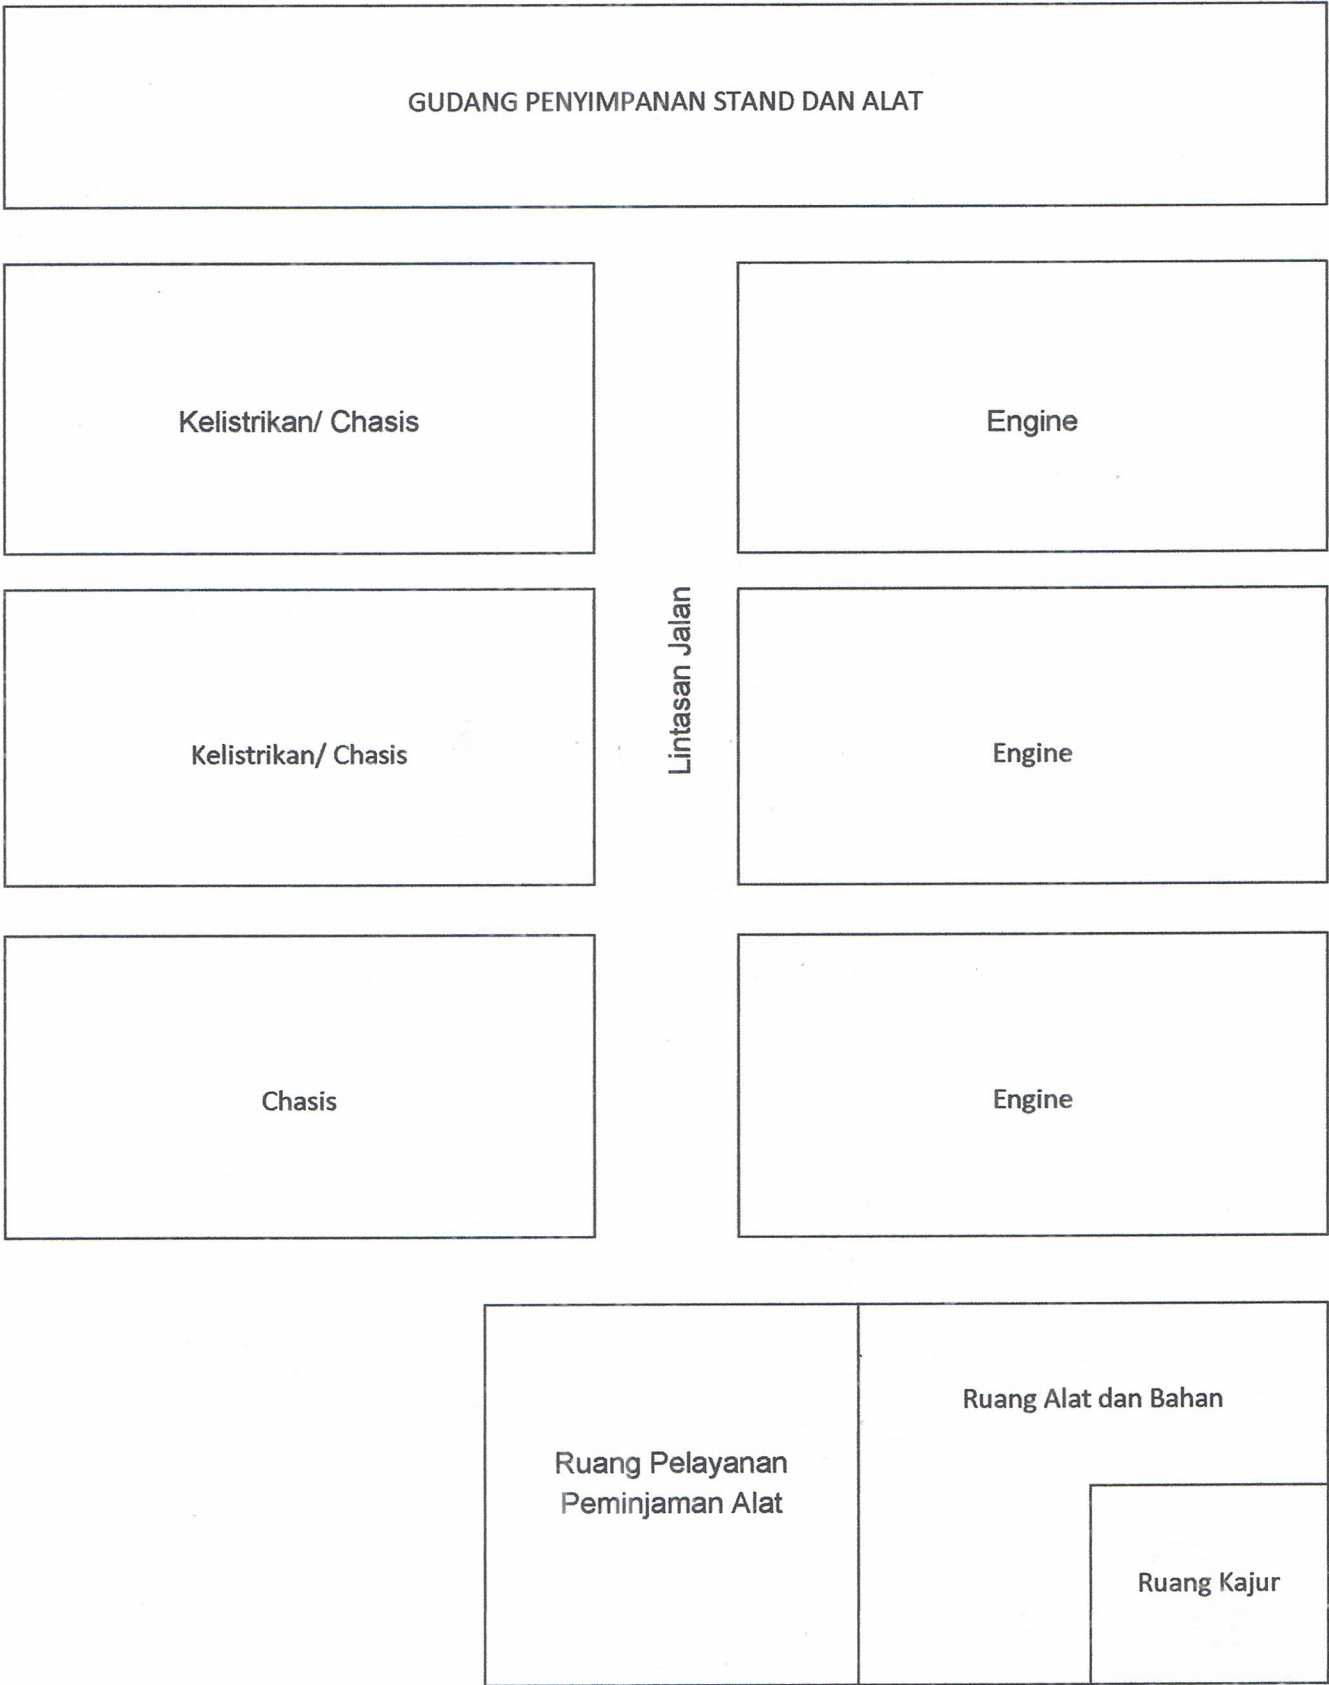 GUDANG PENYIMPANAN STAND DAN ALAT
Kelistrikan/ Chasis
Engine
Lintasan Jalan
Kelistrikan/ Chasis
Engine
Chasis
Engine
Ruang Pelayanan
Peminjaman Alat
Ruang Alat dan Bahan
Ruang Kajur